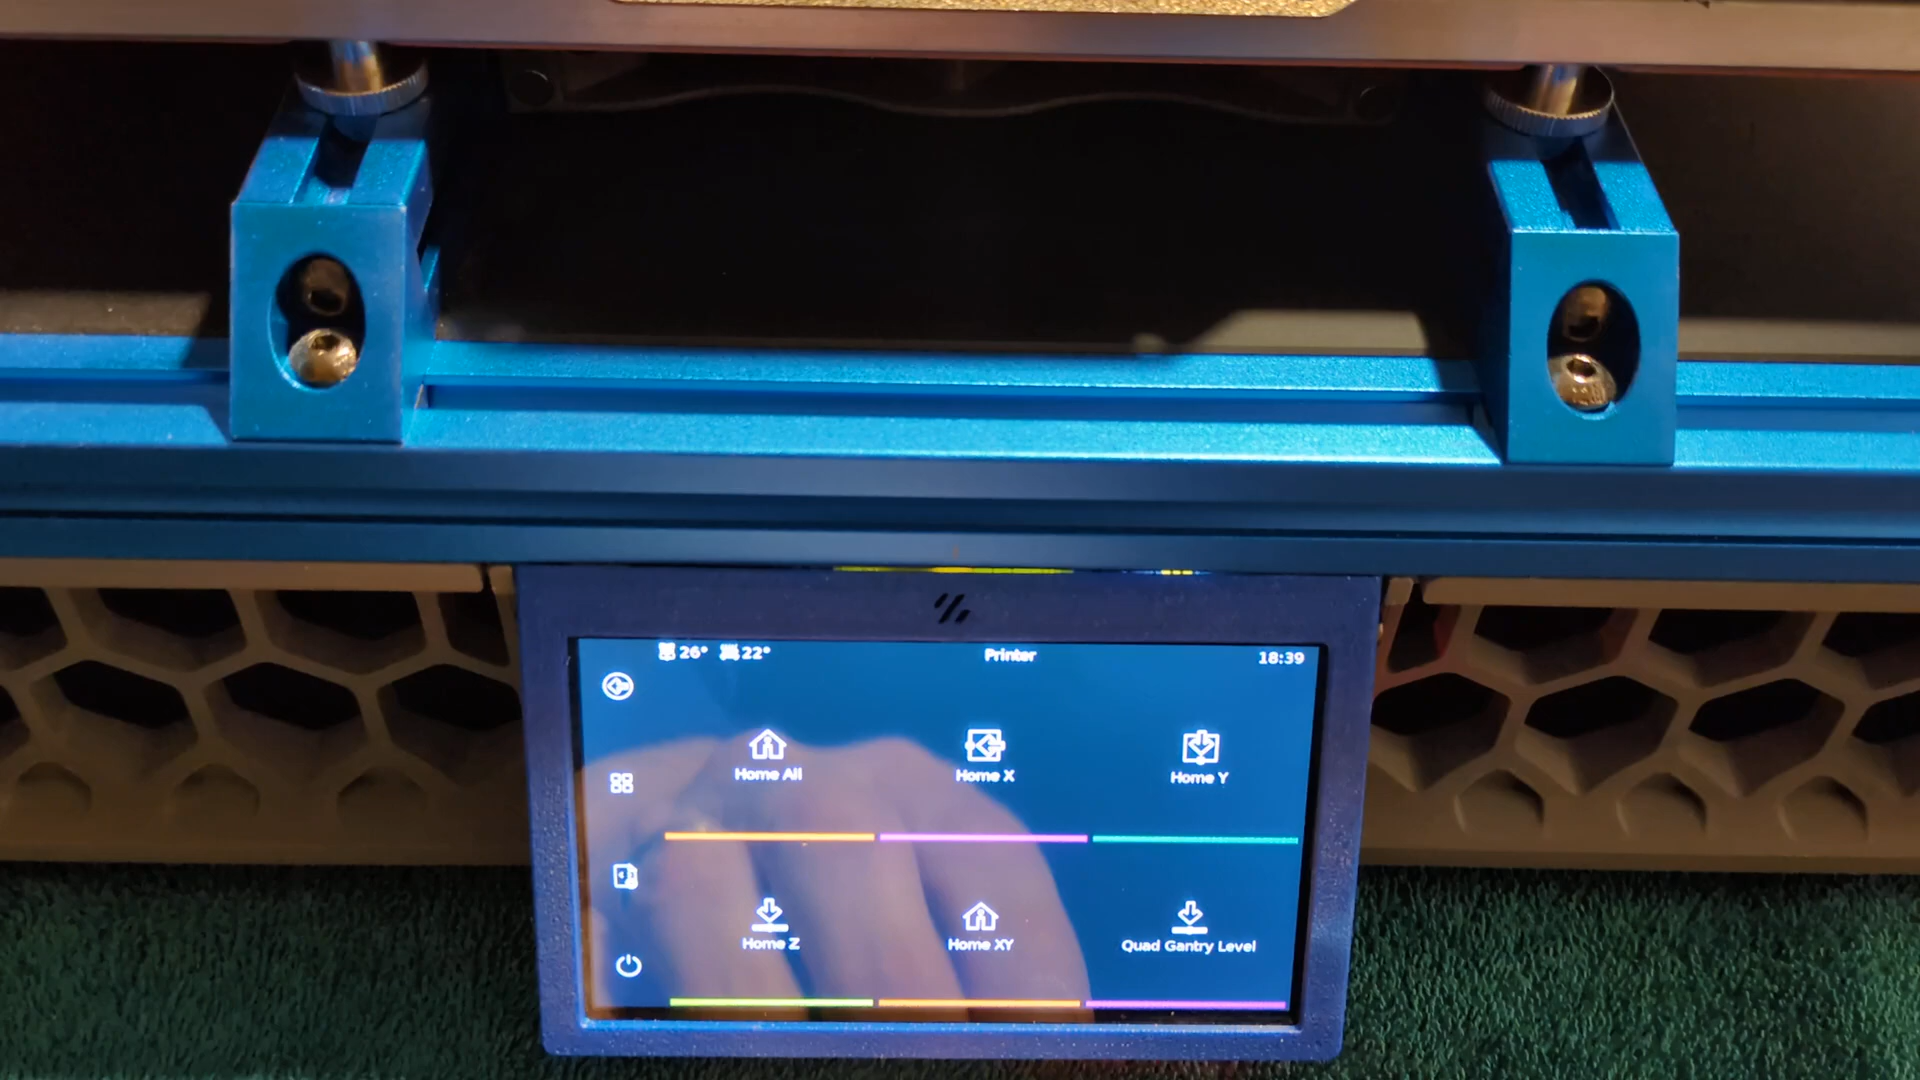 26° 22° Printer 18:39
Home All Home X Home Y
Home Z Home XY Quad Gantry Level